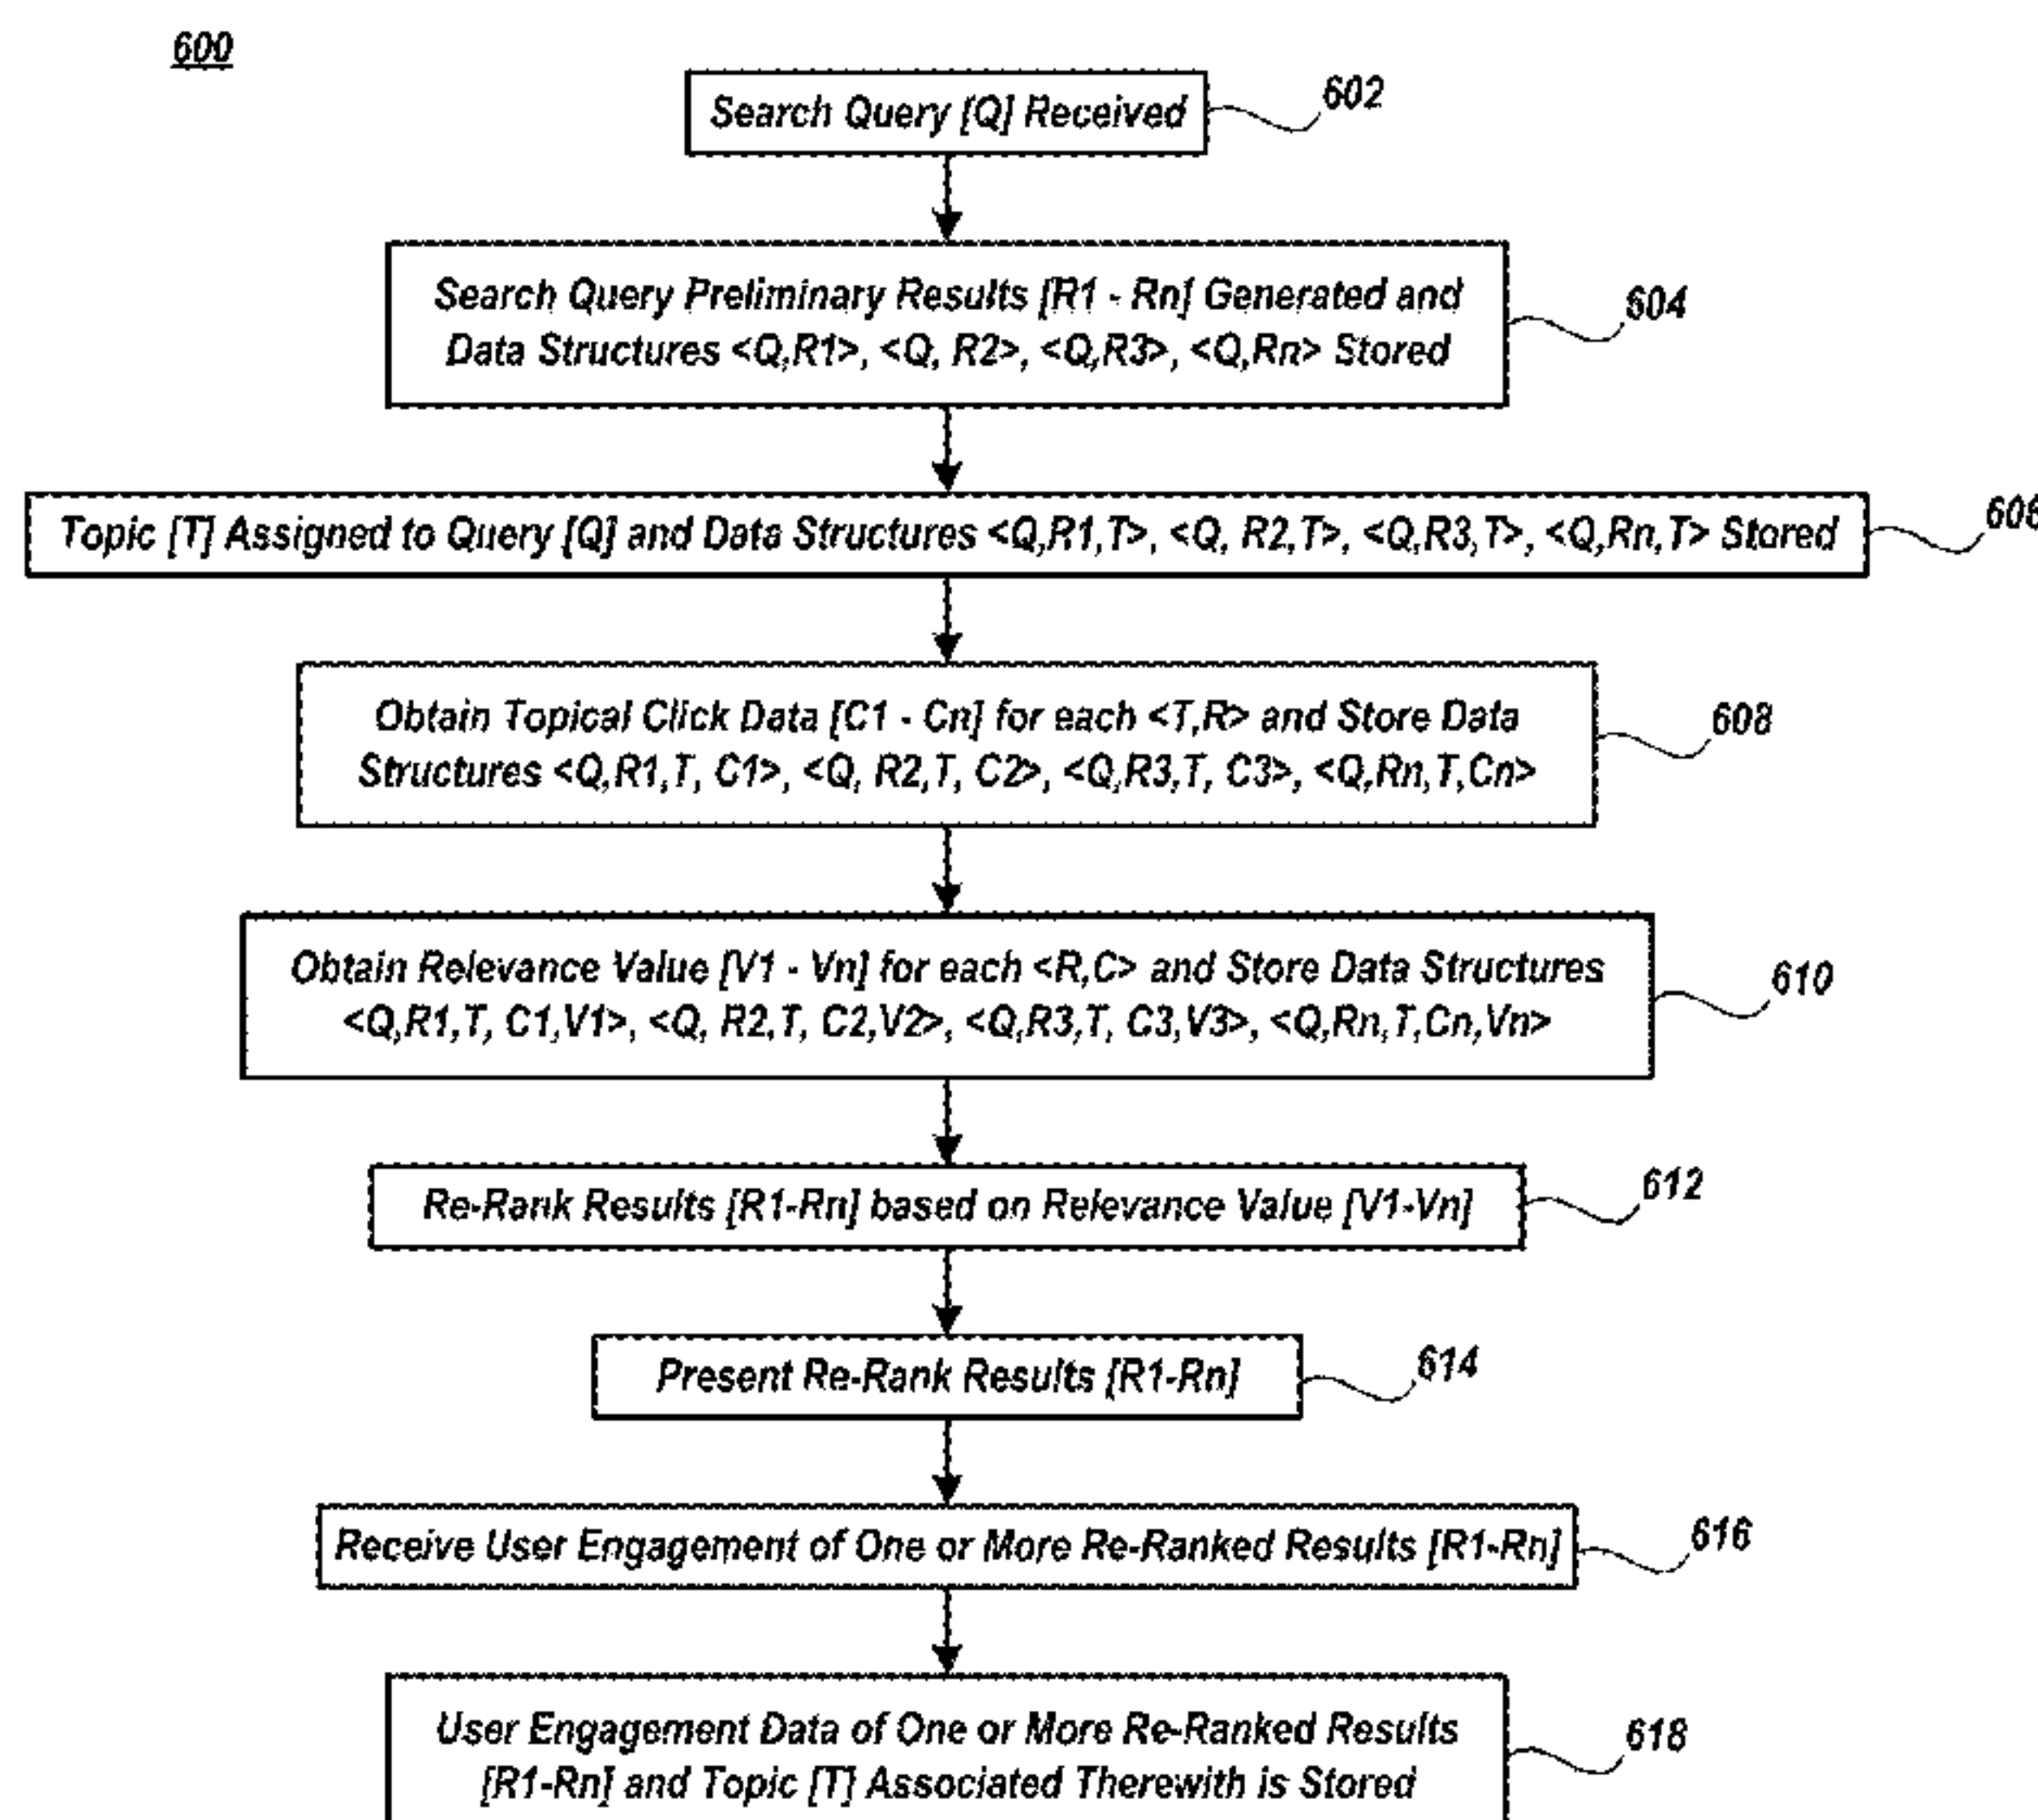 600
Search Query [Q] Received
602
Search Query Preliminary Results [R1 - Rn] Generated and
Data Structures <Q,R1>, <Q, R2>, <Q,R3>, <Q,Rn> Stored
604
Topic [T] Assigned to Query [Q] and Data Structures <Q,R1,T>, <Q, R2,T>, <Q,R3,T>, <Q,Rn,T> Stored
606
Obtain Topical Click Data [C1 - Cn] for each <T,R> and Store Data
Structures <Q,R1,T, C1>, <Q, R2,T, C2>, <Q,R3,T, C3>, <Q,Rn,T,Cn>
608
Obtain Relevance Value [V1 - Vn] for each <R,C> and Store Data Structures
<Q,R1,T, C1,V1>, <Q, R2,T, C2,V2>, <Q,R3,T, C3,V3>, <Q,Rn,T,Cn,Vn>
610
Re-Rank Results [R1-Rn] based on Relevance Value [V1-Vn]
612
Present Re-Rank Results [R1-Rn]
614
Receive User Engagement of One or More Re-Ranked Results [R1-Rn]
616
User Engagement Data of One or More Re-Ranked Results
[R1-Rn] and Topic [T] Associated Therewith is Stored
618